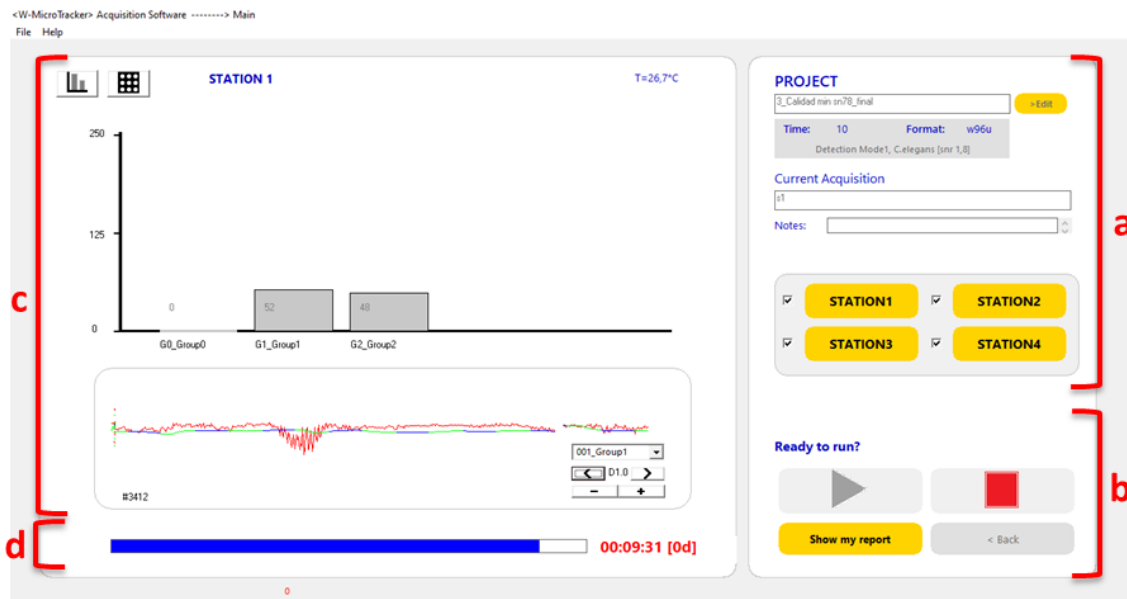 <W-MicroTracker> Acquisition Software --------> Main
File Help
STATION 1
T=26,7°C
250
125
0
0
52
48
G0_Group0
G1_Group1
G2_Group2
001_Group1
D1.0
− +
#3412
00:09:31 [0d]
0
PROJECT
3_Calidad min sn78_final
>Edit
Time: 10 Format: w96u
Detection Mode1, C.elegans [snr 1,8]
Current Acquisition
s1
Notes:
STATION1
STATION2
STATION3
STATION4
Ready to run?
Show my report
< Back
a
b
c
d